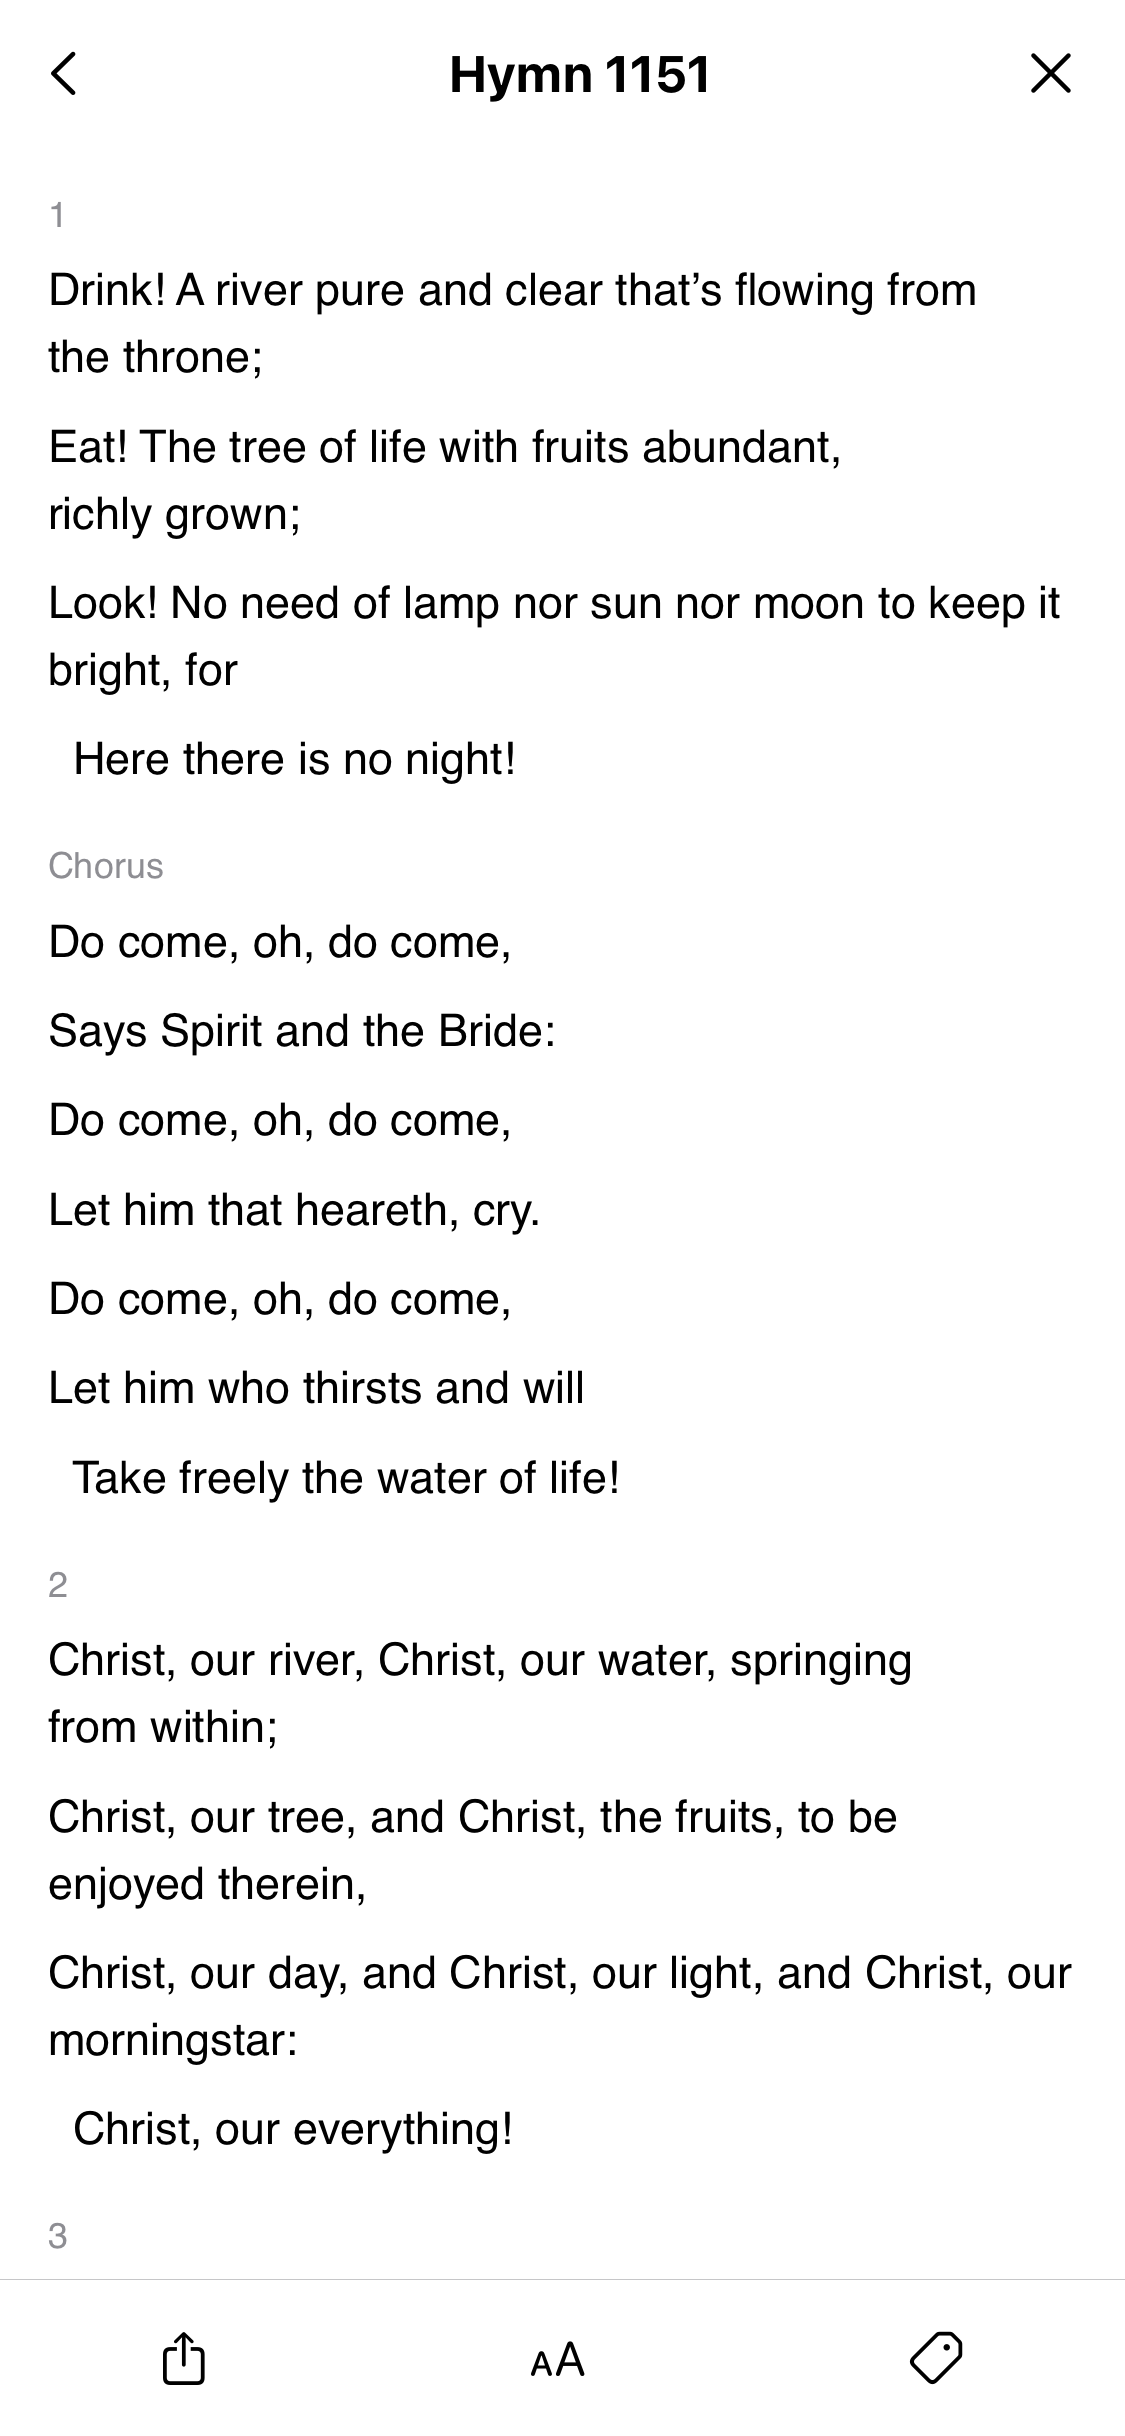 Hymn 1151
1
Drink! A river pure and clear that’s flowing from
the throne;
Eat! The tree of life with fruits abundant,
richly grown;
Look! No need of lamp nor sun nor moon to keep it
bright, for
Here there is no night!
Chorus
Do come, oh, do come,
Says Spirit and the Bride:
Do come, oh, do come,
Let him that heareth, cry.
Do come, oh, do come,
Let him who thirsts and will
Take freely the water of life!
2
Christ, our river, Christ, our water, springing
from within;
Christ, our tree, and Christ, the fruits, to be
enjoyed therein,
Christ, our day, and Christ, our light, and Christ, our
morningstar:
Christ, our everything!
3
AA